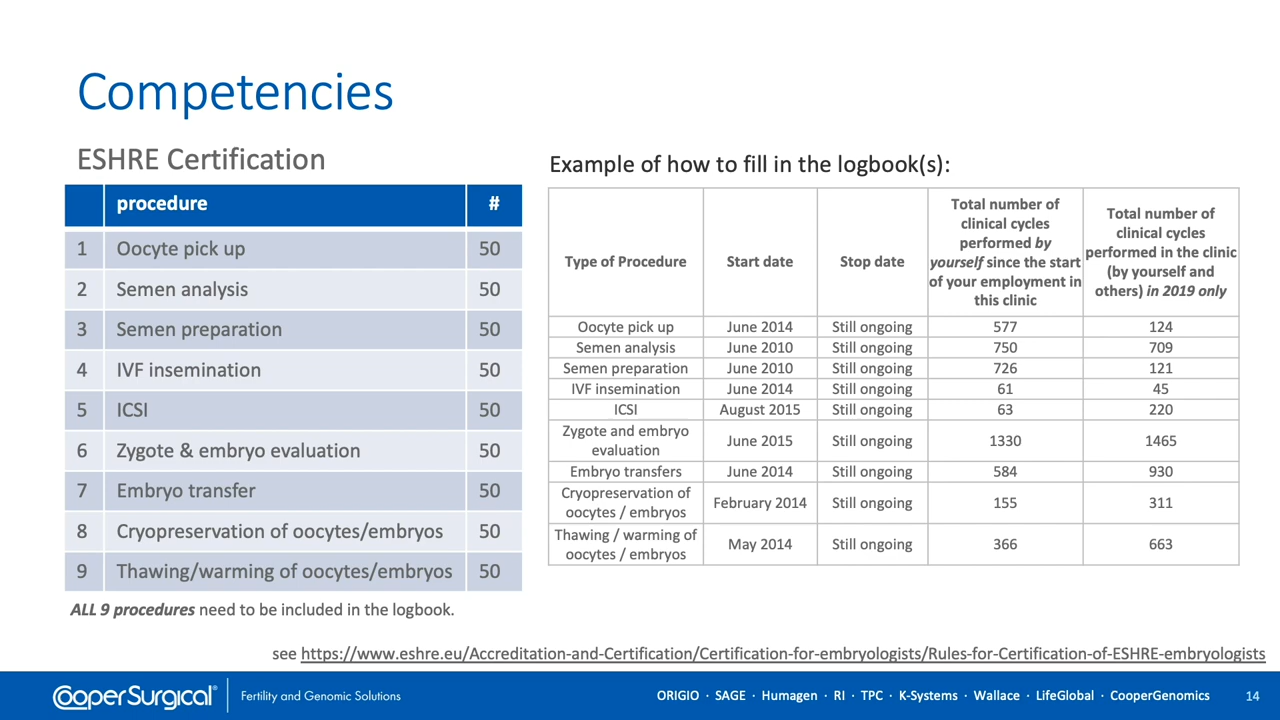 Competencies
ESHRE Certification
procedure #
1 Oocyte pick up 50
2 Semen analysis 50
3 Semen preparation 50
4 IVF insemination 50
5 ICSI 50
6 Zygote & embryo evaluation 50
7 Embryo transfer 50
8 Cryopreservation of oocytes/embryos 50
9 Thawing/warming of oocytes/embryos 50
ALL 9 procedures need to be included in the logbook.
Example of how to fill in the logbook(s):
Type of Procedure
Start date
Stop date
Total number of
clinical cycles
performed by
yourself since the start
of your employment in
this clinic
Total number of
clinical cycles
performed in the clinic
(by yourself and
others) in 2019 only
Oocyte pick up June 2014 Still ongoing 577 124
Semen analysis June 2010 Still ongoing 750 709
Semen preparation June 2010 Still ongoing 726 121
IVF insemination June 2014 Still ongoing 61 45
ICSI August 2015 Still ongoing 63 220
Zygote and embryo
evaluation June 2015 Still ongoing 1330 1465
Embryo transfers June 2014 Still ongoing 584 930
Cryopreservation of
oocytes / embryos February 2014 Still ongoing 155 311
Thawing / warming of
oocytes / embryos May 2014 Still ongoing 366 663
see https://www.eshre.eu/Accreditation-and-Certification/Certification-for-embryologists/Rules-for-Certification-of-ESHRE-embryologists
CooperSurgical® Fertility and Genomic Solutions
ORIGIO · SAGE · Humagen · RI · TPC · K-Systems · Wallace · LifeGlobal · CooperGenomics 14